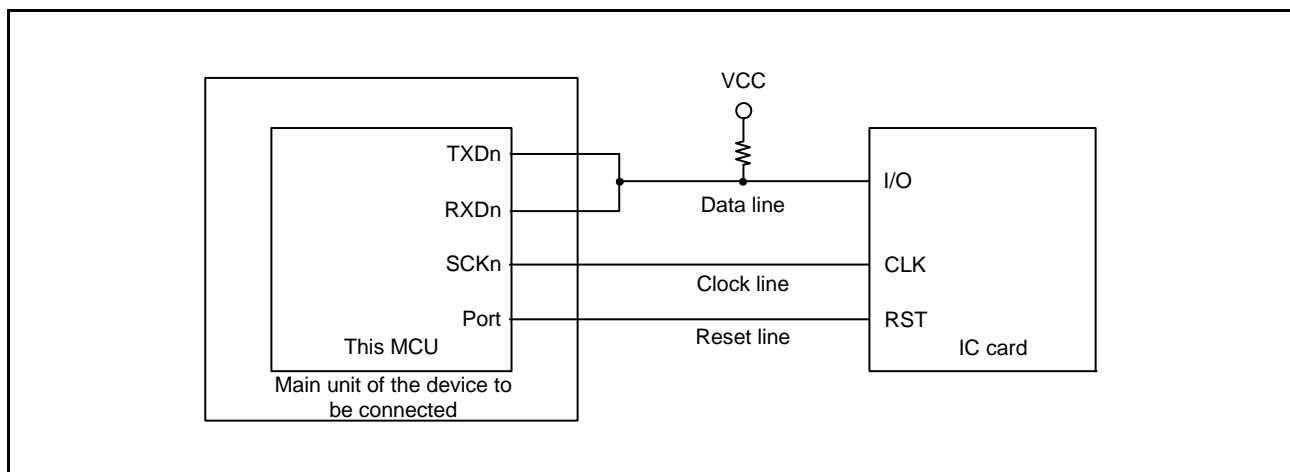 VCC
TXDn
I/O
RXDn
Data line
SCKn
CLK
Clock line
Port
RST
Reset line
This MCU
IC card
Main unit of the device to
be connected